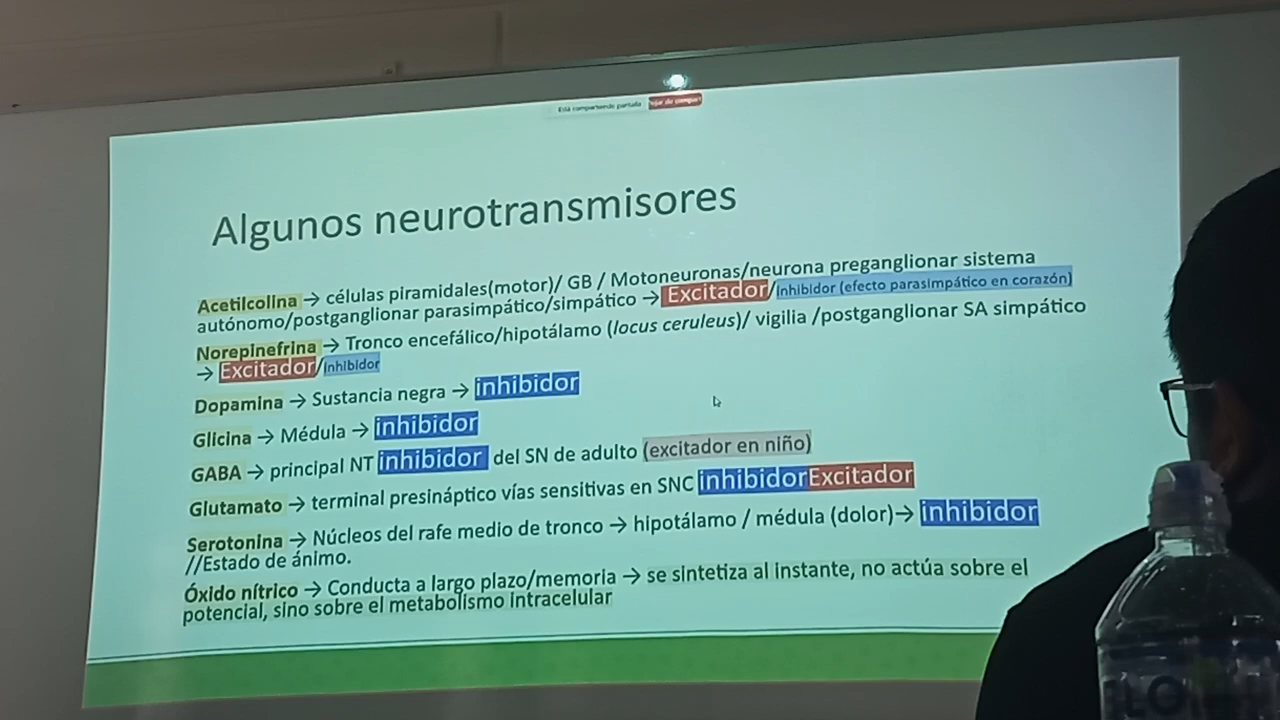 Está compartiendo pantalla
Dejar de compartir
Algunos neurotransmisores
Acetilcolina → células piramidales(motor)/ GB / Motoneuronas/neurona preganglionar sistema
autónomo/postganglionar parasimpático/simpático → Excitador/inhibidor (efecto parasimpático en corazón)
Norepinefrina → Tronco encefálico/hipotálamo (locus ceruleus)/ vigilia /postganglionar SA simpático
→ Excitador/inhibidor
Dopamina → Sustancia negra → inhibidor
Glicina → Médula → inhibidor
GABA → principal NT inhibidor del SN de adulto (excitador en niño)
Glutamato → terminal presináptico vías sensitivas en SNC inhibidorExcitador
Serotonina → Núcleos del rafe medio de tronco → hipotálamo / médula (dolor)→ inhibidor
//Estado de ánimo.
Óxido nítrico → Conducta a largo plazo/memoria → se sintetiza al instante, no actúa sobre el
potencial, sino sobre el metabolismo intracelular